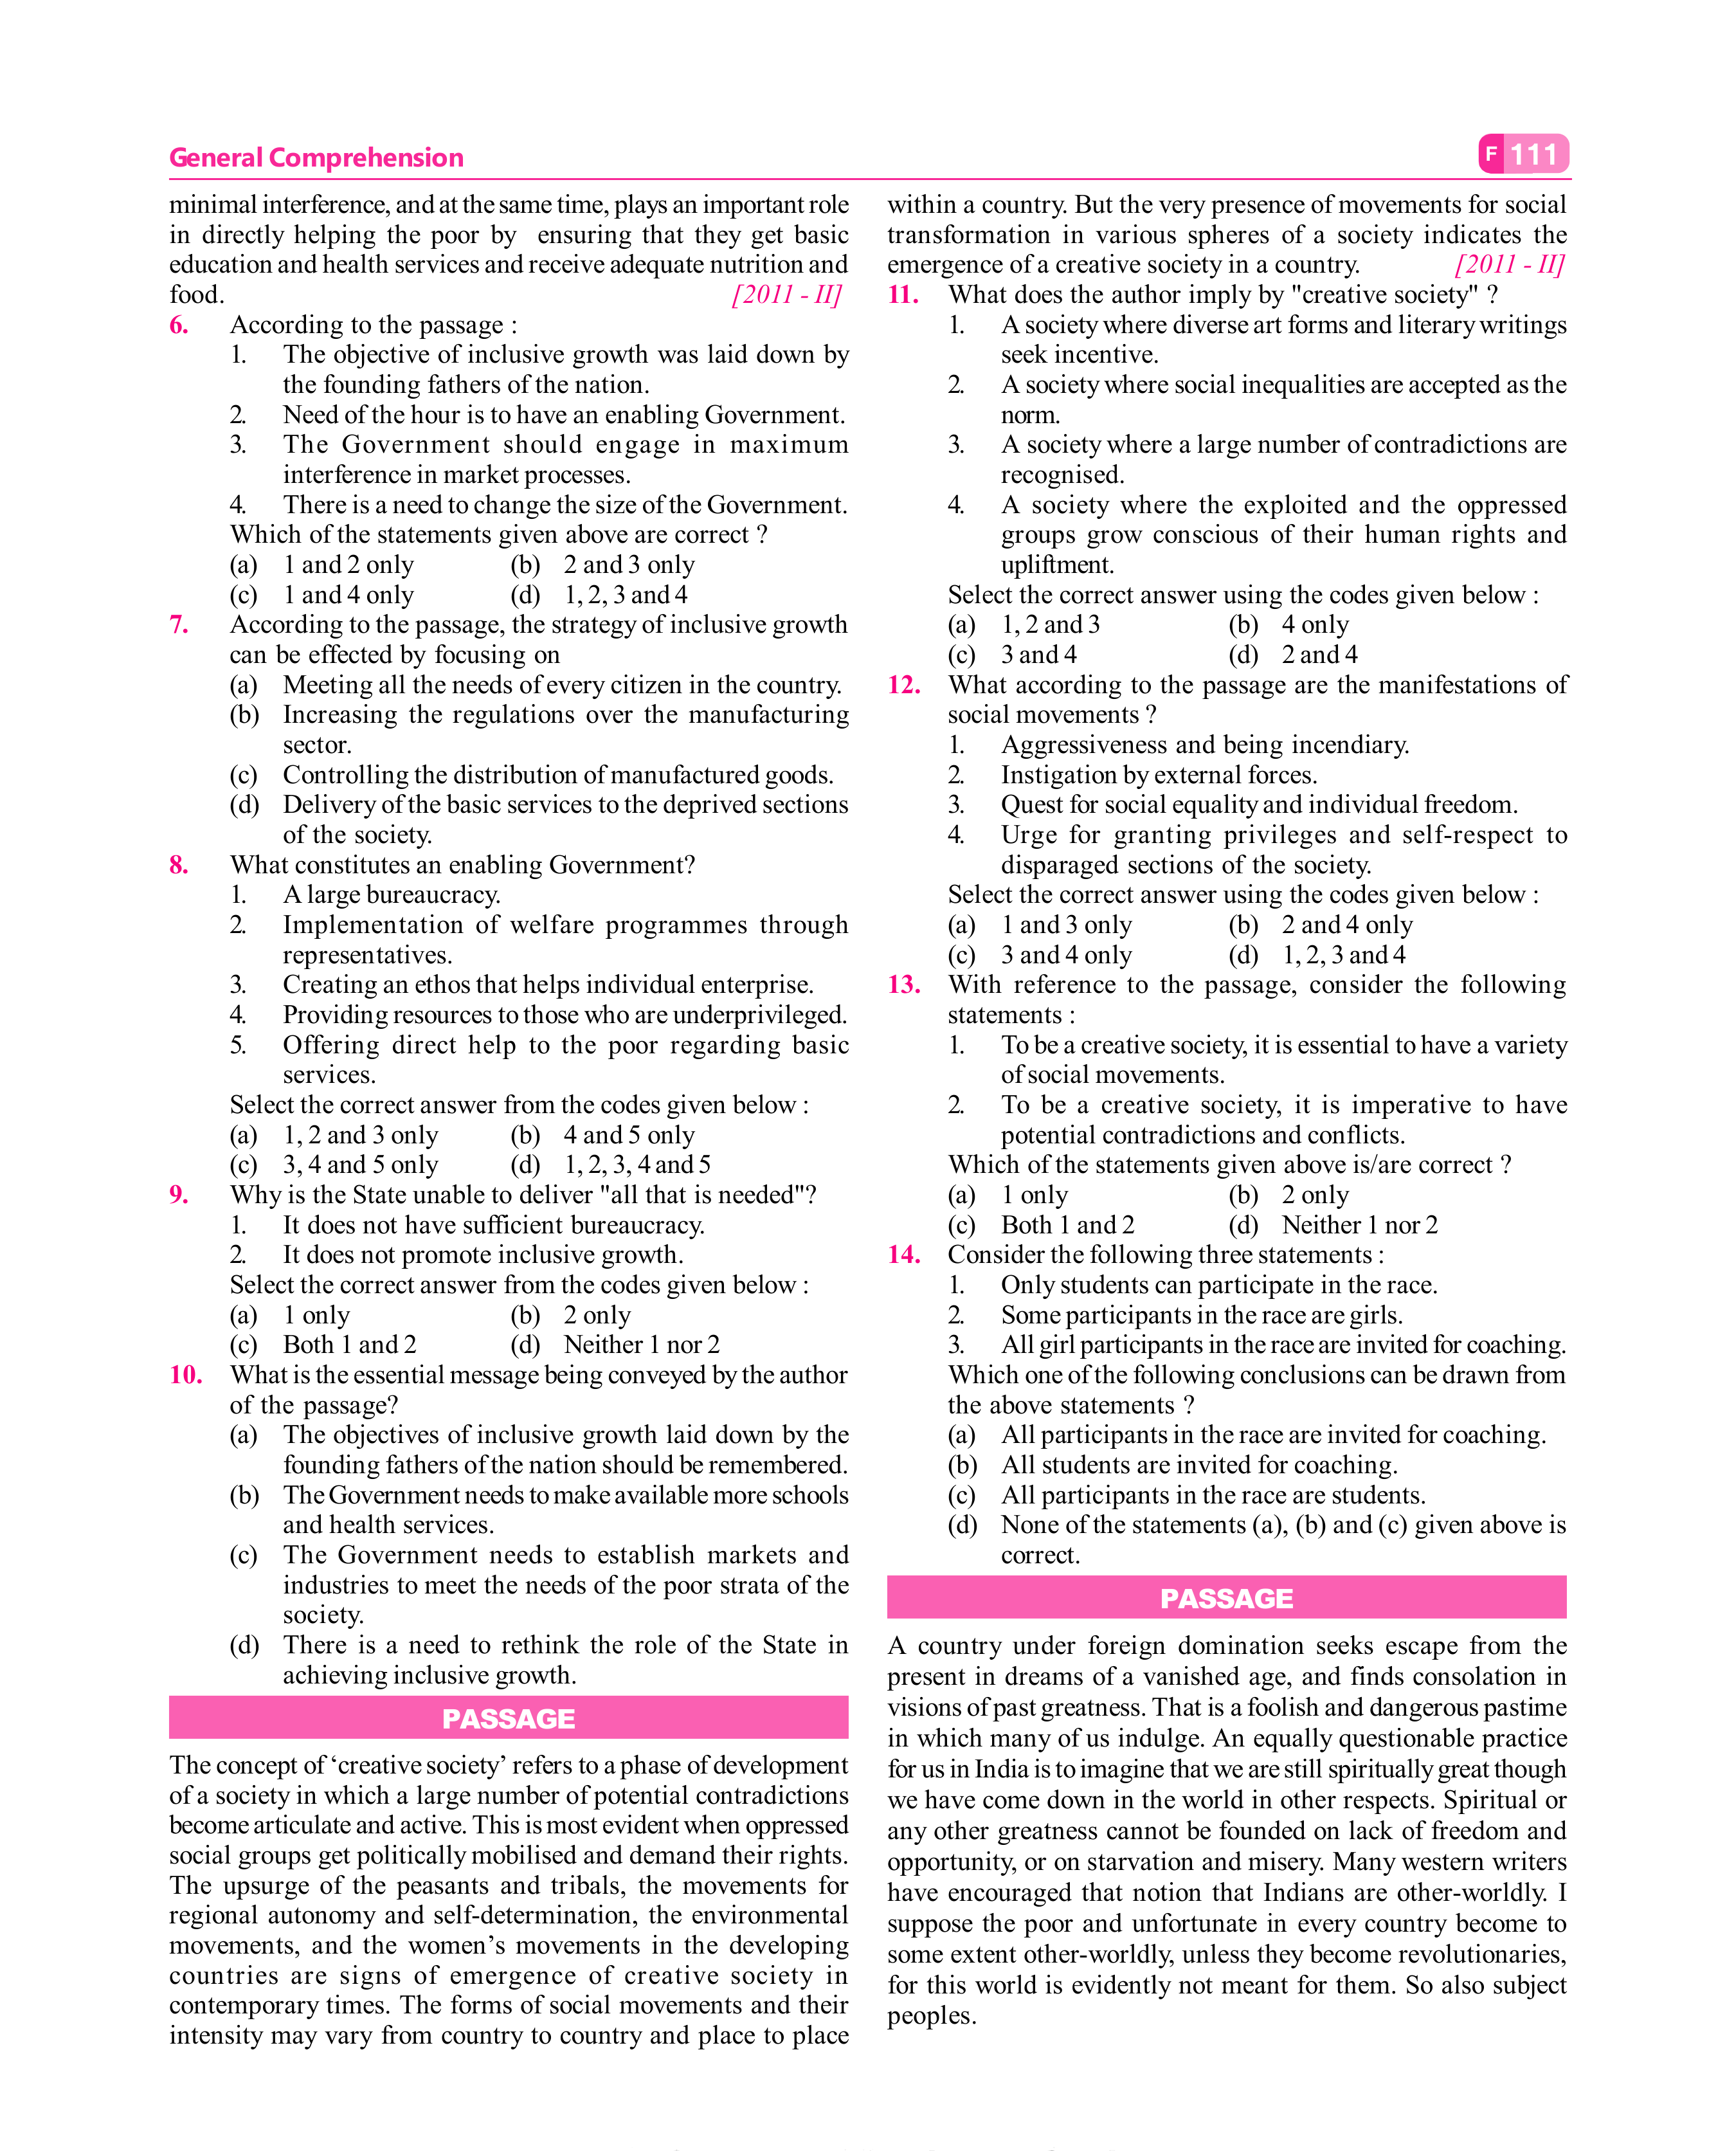 General Comprehension
F 111
minimal interference, and at the same time, plays an important role
in directly helping the poor by ensuring that they get basic
education and health services and receive adequate nutrition and
food. [2011 - II]
6. According to the passage :
1. The objective of inclusive growth was laid down by
the founding fathers of the nation.
2. Need of the hour is to have an enabling Government.
3. The Government should engage in maximum
interference in market processes.
4. There is a need to change the size of the Government.
Which of the statements given above are correct ?
(a) 1 and 2 only (b) 2 and 3 only
(c) 1 and 4 only (d) 1, 2, 3 and 4
7. According to the passage, the strategy of inclusive growth
can be effected by focusing on
(a) Meeting all the needs of every citizen in the country.
(b) Increasing the regulations over the manufacturing
sector.
(c) Controlling the distribution of manufactured goods.
(d) Delivery of the basic services to the deprived sections
of the society.
8. What constitutes an enabling Government?
1. A large bureaucracy.
2. Implementation of welfare programmes through
representatives.
3. Creating an ethos that helps individual enterprise.
4. Providing resources to those who are underprivileged.
5. Offering direct help to the poor regarding basic
services.
Select the correct answer from the codes given below :
(a) 1, 2 and 3 only (b) 4 and 5 only
(c) 3, 4 and 5 only (d) 1, 2, 3, 4 and 5
9. Why is the State unable to deliver "all that is needed"?
1. It does not have sufficient bureaucracy.
2. It does not promote inclusive growth.
Select the correct answer from the codes given below :
(a) 1 only (b) 2 only
(c) Both 1 and 2 (d) Neither 1 nor 2
10. What is the essential message being conveyed by the author
of the passage?
(a) The objectives of inclusive growth laid down by the
founding fathers of the nation should be remembered.
(b) The Government needs to make available more schools
and health services.
(c) The Government needs to establish markets and
industries to meet the needs of the poor strata of the
society.
(d) There is a need to rethink the role of the State in
achieving inclusive growth.
PASSAGE
The concept of ‘creative society’ refers to a phase of development
of a society in which a large number of potential contradictions
become articulate and active. This is most evident when oppressed
social groups get politically mobilised and demand their rights.
The upsurge of the peasants and tribals, the movements for
regional autonomy and self-determination, the environmental
movements, and the women’s movements in the developing
countries are signs of emergence of creative society in
contemporary times. The forms of social movements and their
intensity may vary from country to country and place to place
within a country. But the very presence of movements for social
transformation in various spheres of a society indicates the
emergence of a creative society in a country. [2011 - II]
11. What does the author imply by "creative society" ?
1. A society where diverse art forms and literary writings
seek incentive.
2. A society where social inequalities are accepted as the
norm.
3. A society where a large number of contradictions are
recognised.
4. A society where the exploited and the oppressed
groups grow conscious of their human rights and
upliftment.
Select the correct answer using the codes given below :
(a) 1, 2 and 3 (b) 4 only
(c) 3 and 4 (d) 2 and 4
12. What according to the passage are the manifestations of
social movements ?
1. Aggressiveness and being incendiary.
2. Instigation by external forces.
3. Quest for social equality and individual freedom.
4. Urge for granting privileges and self-respect to
disparaged sections of the society.
Select the correct answer using the codes given below :
(a) 1 and 3 only (b) 2 and 4 only
(c) 3 and 4 only (d) 1, 2, 3 and 4
13. With reference to the passage, consider the following
statements :
1. To be a creative society, it is essential to have a variety
of social movements.
2. To be a creative society, it is imperative to have
potential contradictions and conflicts.
Which of the statements given above is/are correct ?
(a) 1 only (b) 2 only
(c) Both 1 and 2 (d) Neither 1 nor 2
14. Consider the following three statements :
1. Only students can participate in the race.
2. Some participants in the race are girls.
3. All girl participants in the race are invited for coaching.
Which one of the following conclusions can be drawn from
the above statements ?
(a) All participants in the race are invited for coaching.
(b) All students are invited for coaching.
(c) All participants in the race are students.
(d) None of the statements (a), (b) and (c) given above is
correct.
PASSAGE
A country under foreign domination seeks escape from the
present in dreams of a vanished age, and finds consolation in
visions of past greatness. That is a foolish and dangerous pastime
in which many of us indulge. An equally questionable practice
for us in India is to imagine that we are still spiritually great though
we have come down in the world in other respects. Spiritual or
any other greatness cannot be founded on lack of freedom and
opportunity, or on starvation and misery. Many western writers
have encouraged that notion that Indians are other-worldly. I
suppose the poor and unfortunate in every country become to
some extent other-worldly, unless they become revolutionaries,
for this world is evidently not meant for them. So also subject
peoples.